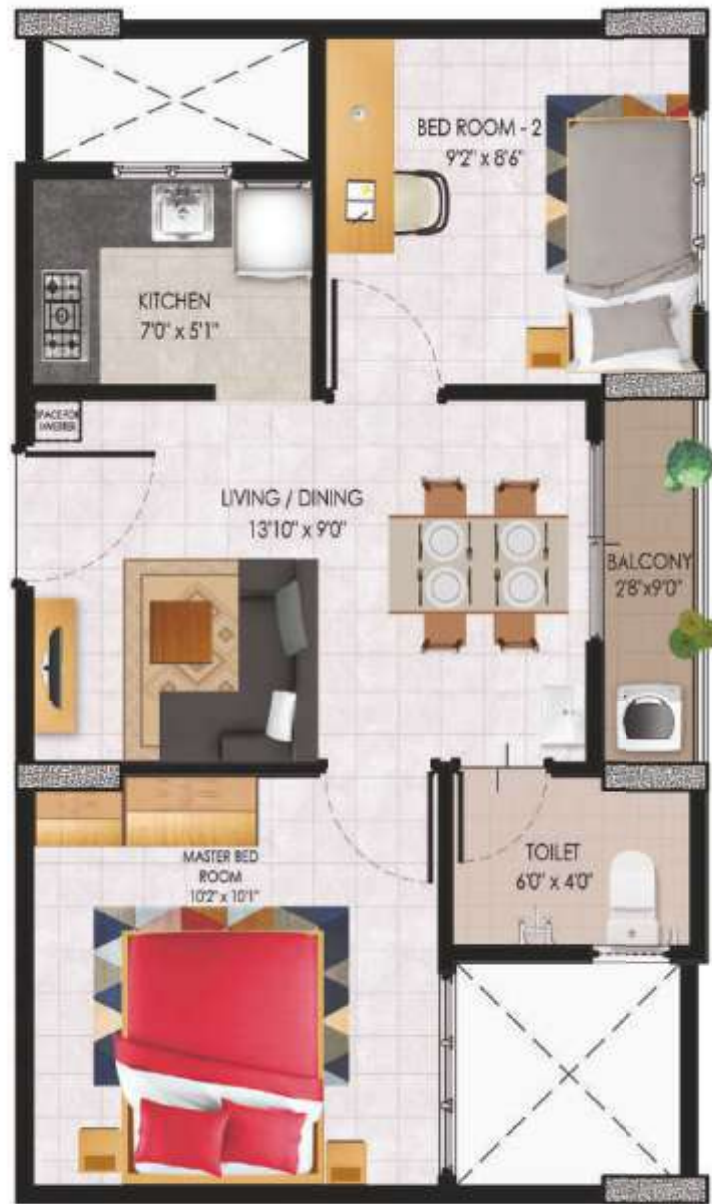 BED ROOM - 2
9'2" x 8'6"
KITCHEN
7'0" x 5'1"
SPACE FOR
INVERTER
LIVING / DINING
13'10" x 9'0"
BALCONY
2'8"x9'0"
MASTER BED
ROOM
10'2" x 10'1"
TOILET
6'0" x 4'0"